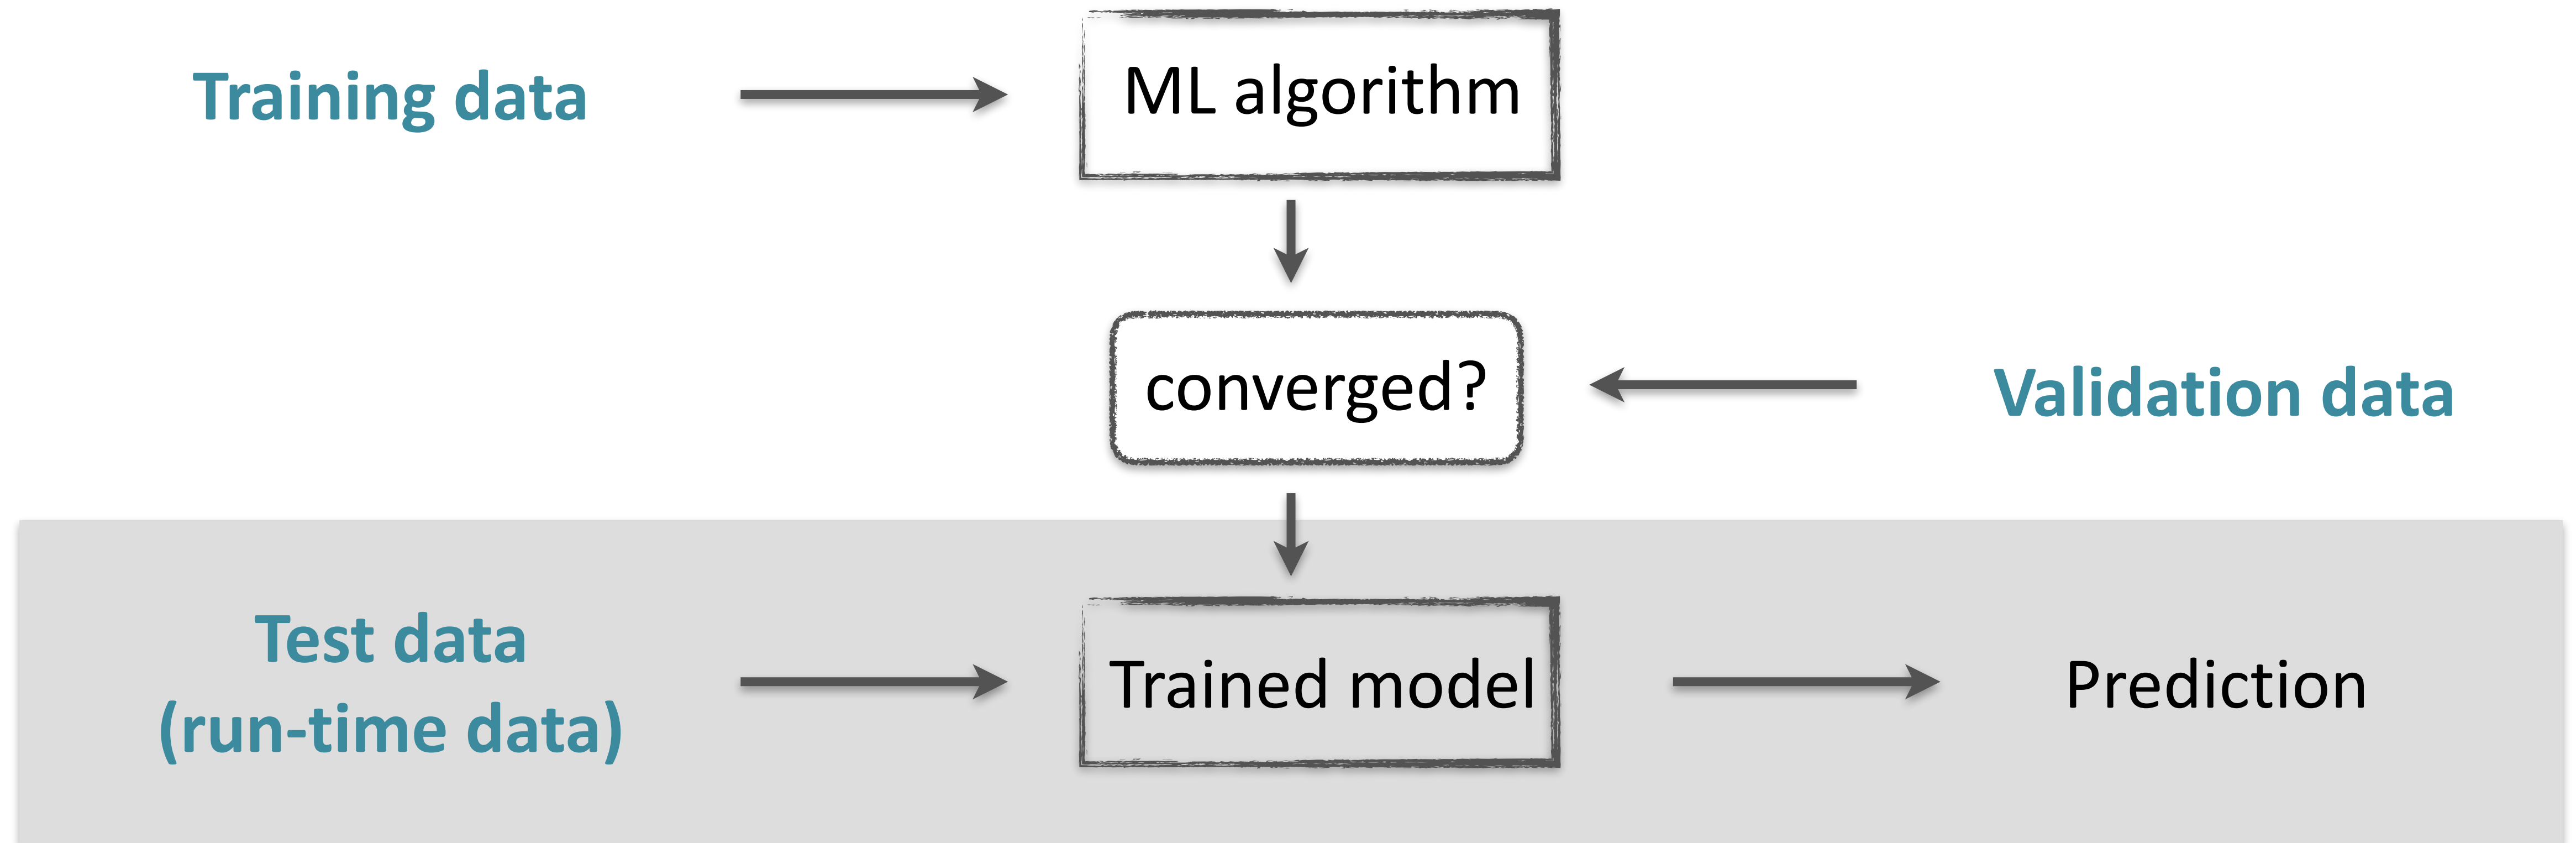 Training data
ML algorithm
converged?
Validation data
Test data
(run-time data)
Trained model
Prediction